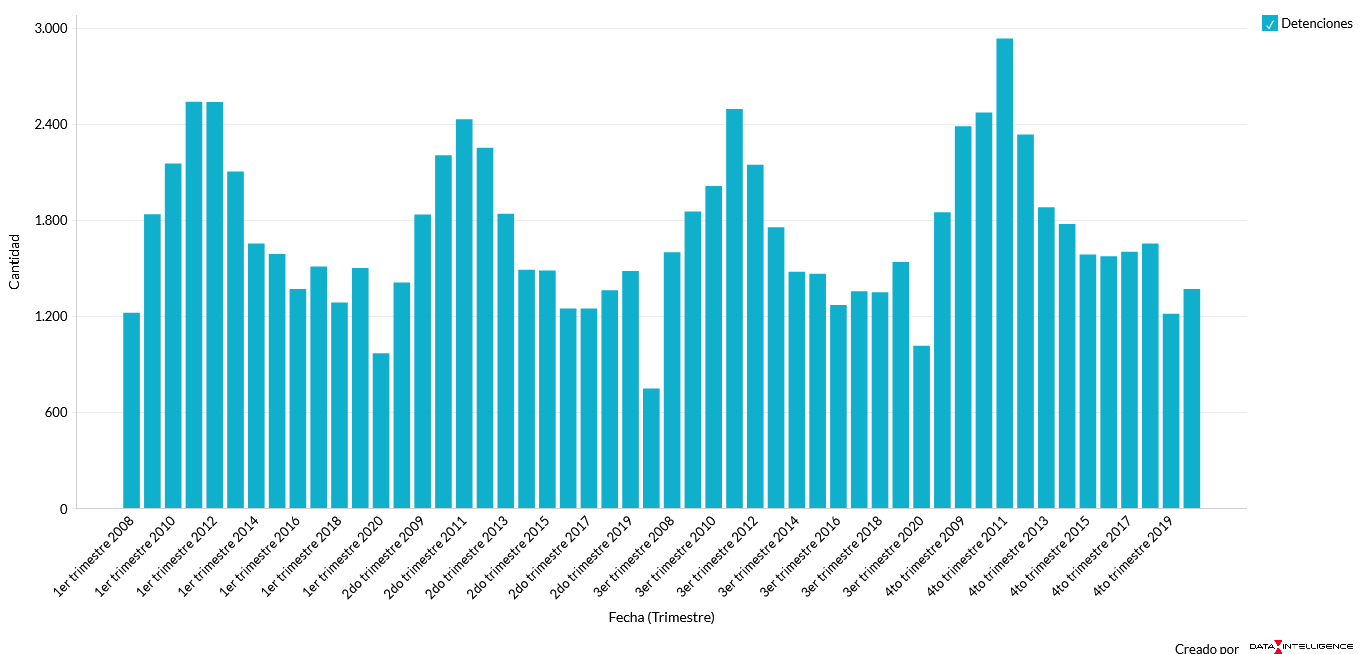 Detenciones
Cantidad
3.000
2.400
1.800
1.200
600
0
1er trimestre 2008
1er trimestre 2010
1er trimestre 2012
1er trimestre 2014
1er trimestre 2016
1er trimestre 2018
1er trimestre 2020
2do trimestre 2009
2do trimestre 2011
2do trimestre 2013
2do trimestre 2015
2do trimestre 2017
2do trimestre 2019
3er trimestre 2008
3er trimestre 2010
3er trimestre 2012
3er trimestre 2014
3er trimestre 2016
3er trimestre 2018
3er trimestre 2020
4to trimestre 2009
4to trimestre 2011
4to trimestre 2013
4to trimestre 2015
4to trimestre 2017
4to trimestre 2019
Fecha (Trimestre)
Creado por DATA INTELLIGENCE